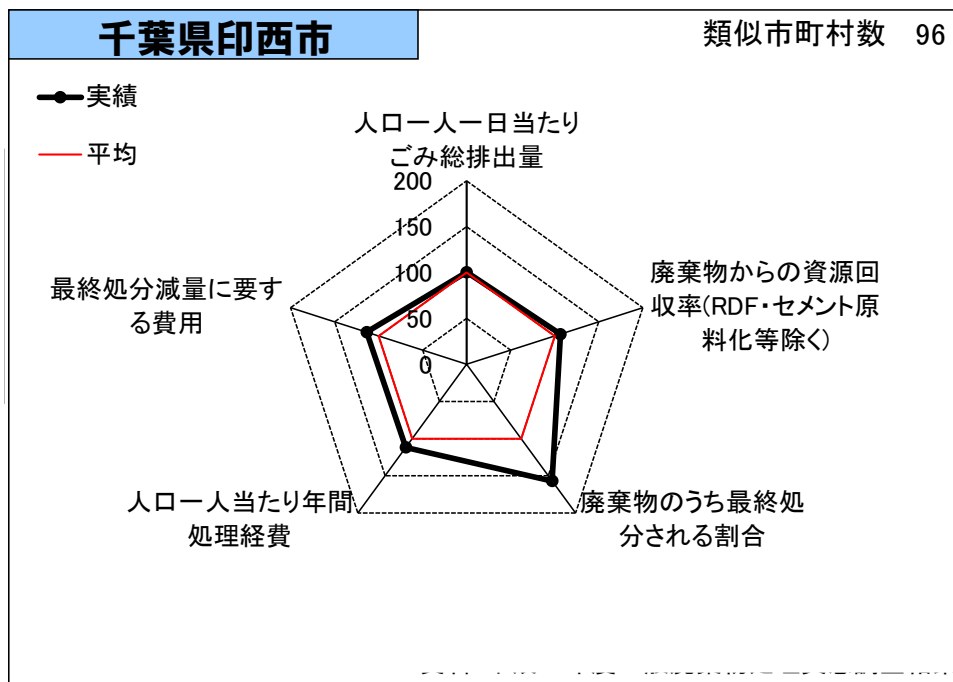 千葉県印西市
類似市町村数 96
実績
平均
人口一人一日当たり
ごみ総排出量
200
150
100
50
0
廃棄物からの資源回
収率(RDF・セメント原
料化等除く)
最終処分減量に要す
る費用
人口一人当たり年間
処理経費
廃棄物のうち最終処
分される割合